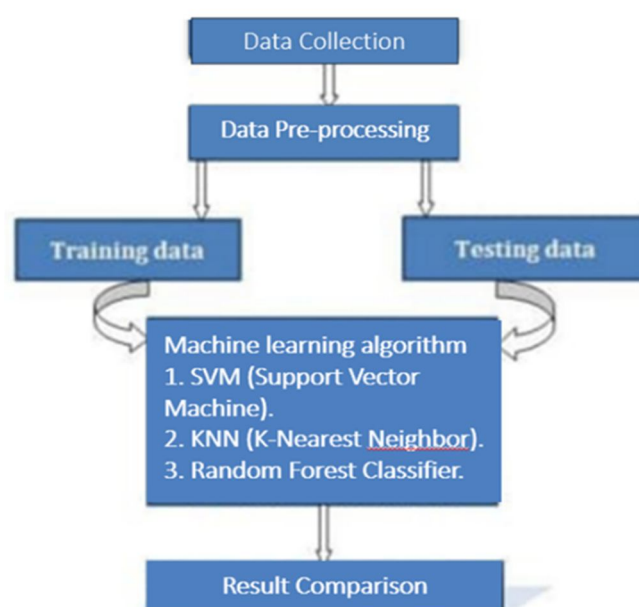 Data Collection
Data Pre-processing
Training data
Testing data
Machine learning algorithm
1. SVM (Support Vector
Machine).
2. KNN (K-Nearest Neighbor).
3. Random Forest Classifier.
Result Comparison